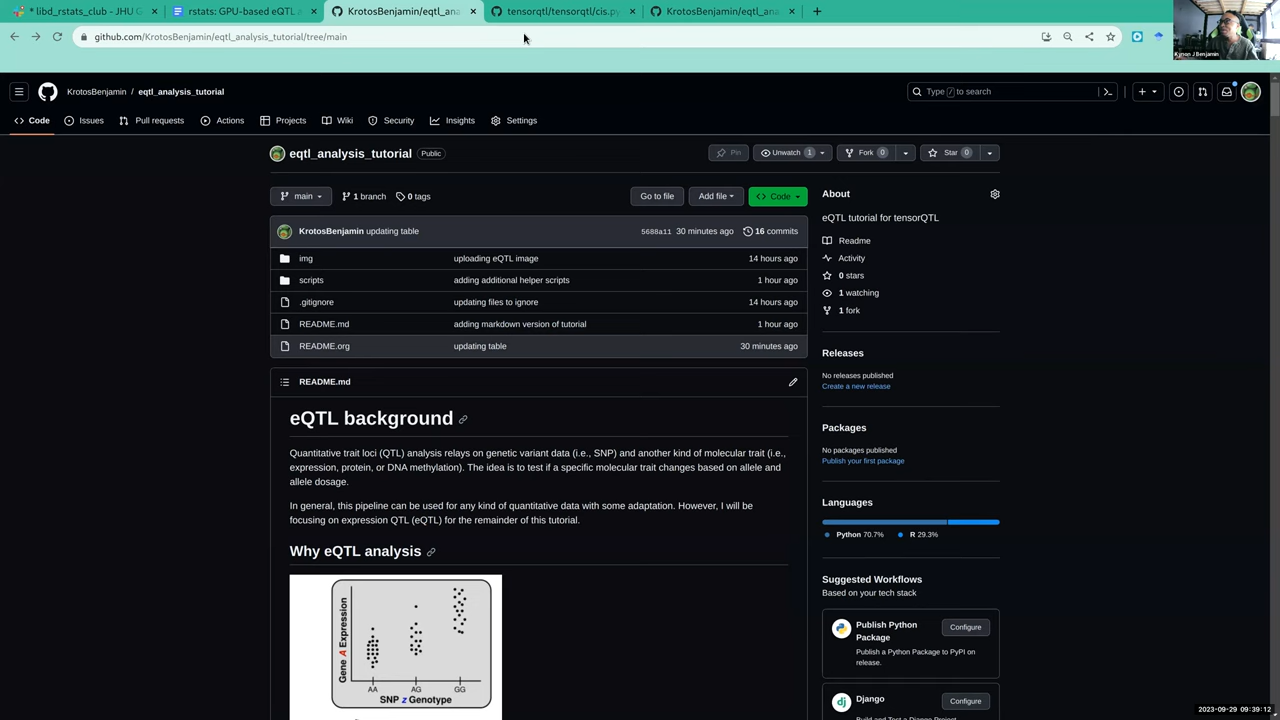 * libd_rstats_club - JHU G
rstats: GPU-based eQTL a
KrotosBenjamin/eqtl_ana
tensorqtl/tensorqtl/cis.py
KrotosBenjamin/eqtl_ana
github.com/KrotosBenjamin/eqtl_analysis_tutorial/tree/main
Kynon J Benjamin
KrotosBenjamin / eqtl_analysis_tutorial
Type / to search
Code
Issues
Pull requests
Actions
Projects
Wiki
Security
Insights
Settings
eqtl_analysis_tutorial
Public
Pin
Unwatch 1
Fork 0
Star 0
main
1 branch
0 tags
Go to file
Add file
Code
KrotosBenjamin updating table
5688a11 30 minutes ago
16 commits
img uploading eQTL image 14 hours ago
scripts adding additional helper scripts 1 hour ago
.gitignore updating files to ignore 14 hours ago
README.md adding markdown version of tutorial 1 hour ago
README.org updating table 30 minutes ago
README.md
eQTL background
Quantitative trait loci (QTL) analysis relays on genetic variant data (i.e., SNP) and another kind of molecular trait (i.e.,
expression, protein, or DNA methylation). The idea is to test if a specific molecular trait changes based on allele and
allele dosage.
In general, this pipeline can be used for any kind of quantitative data with some adaptation. However, I will be
focusing on expression QTL (eQTL) for the remainder of this tutorial.
Why eQTL analysis
Gene A Expression
AA AG GG
SNP z Genotype
About
eQTL tutorial for tensorQTL
Readme
Activity
0 stars
1 watching
1 fork
Releases
No releases published
Create a new release
Packages
No packages published
Publish your first package
Languages
Python 70.7%
R 29.3%
Suggested Workflows
Based on your tech stack
Publish Python
Package
Configure
Publish a Python Package to PyPI on
release.
Django
Configure
2023-09-29 09:39:12